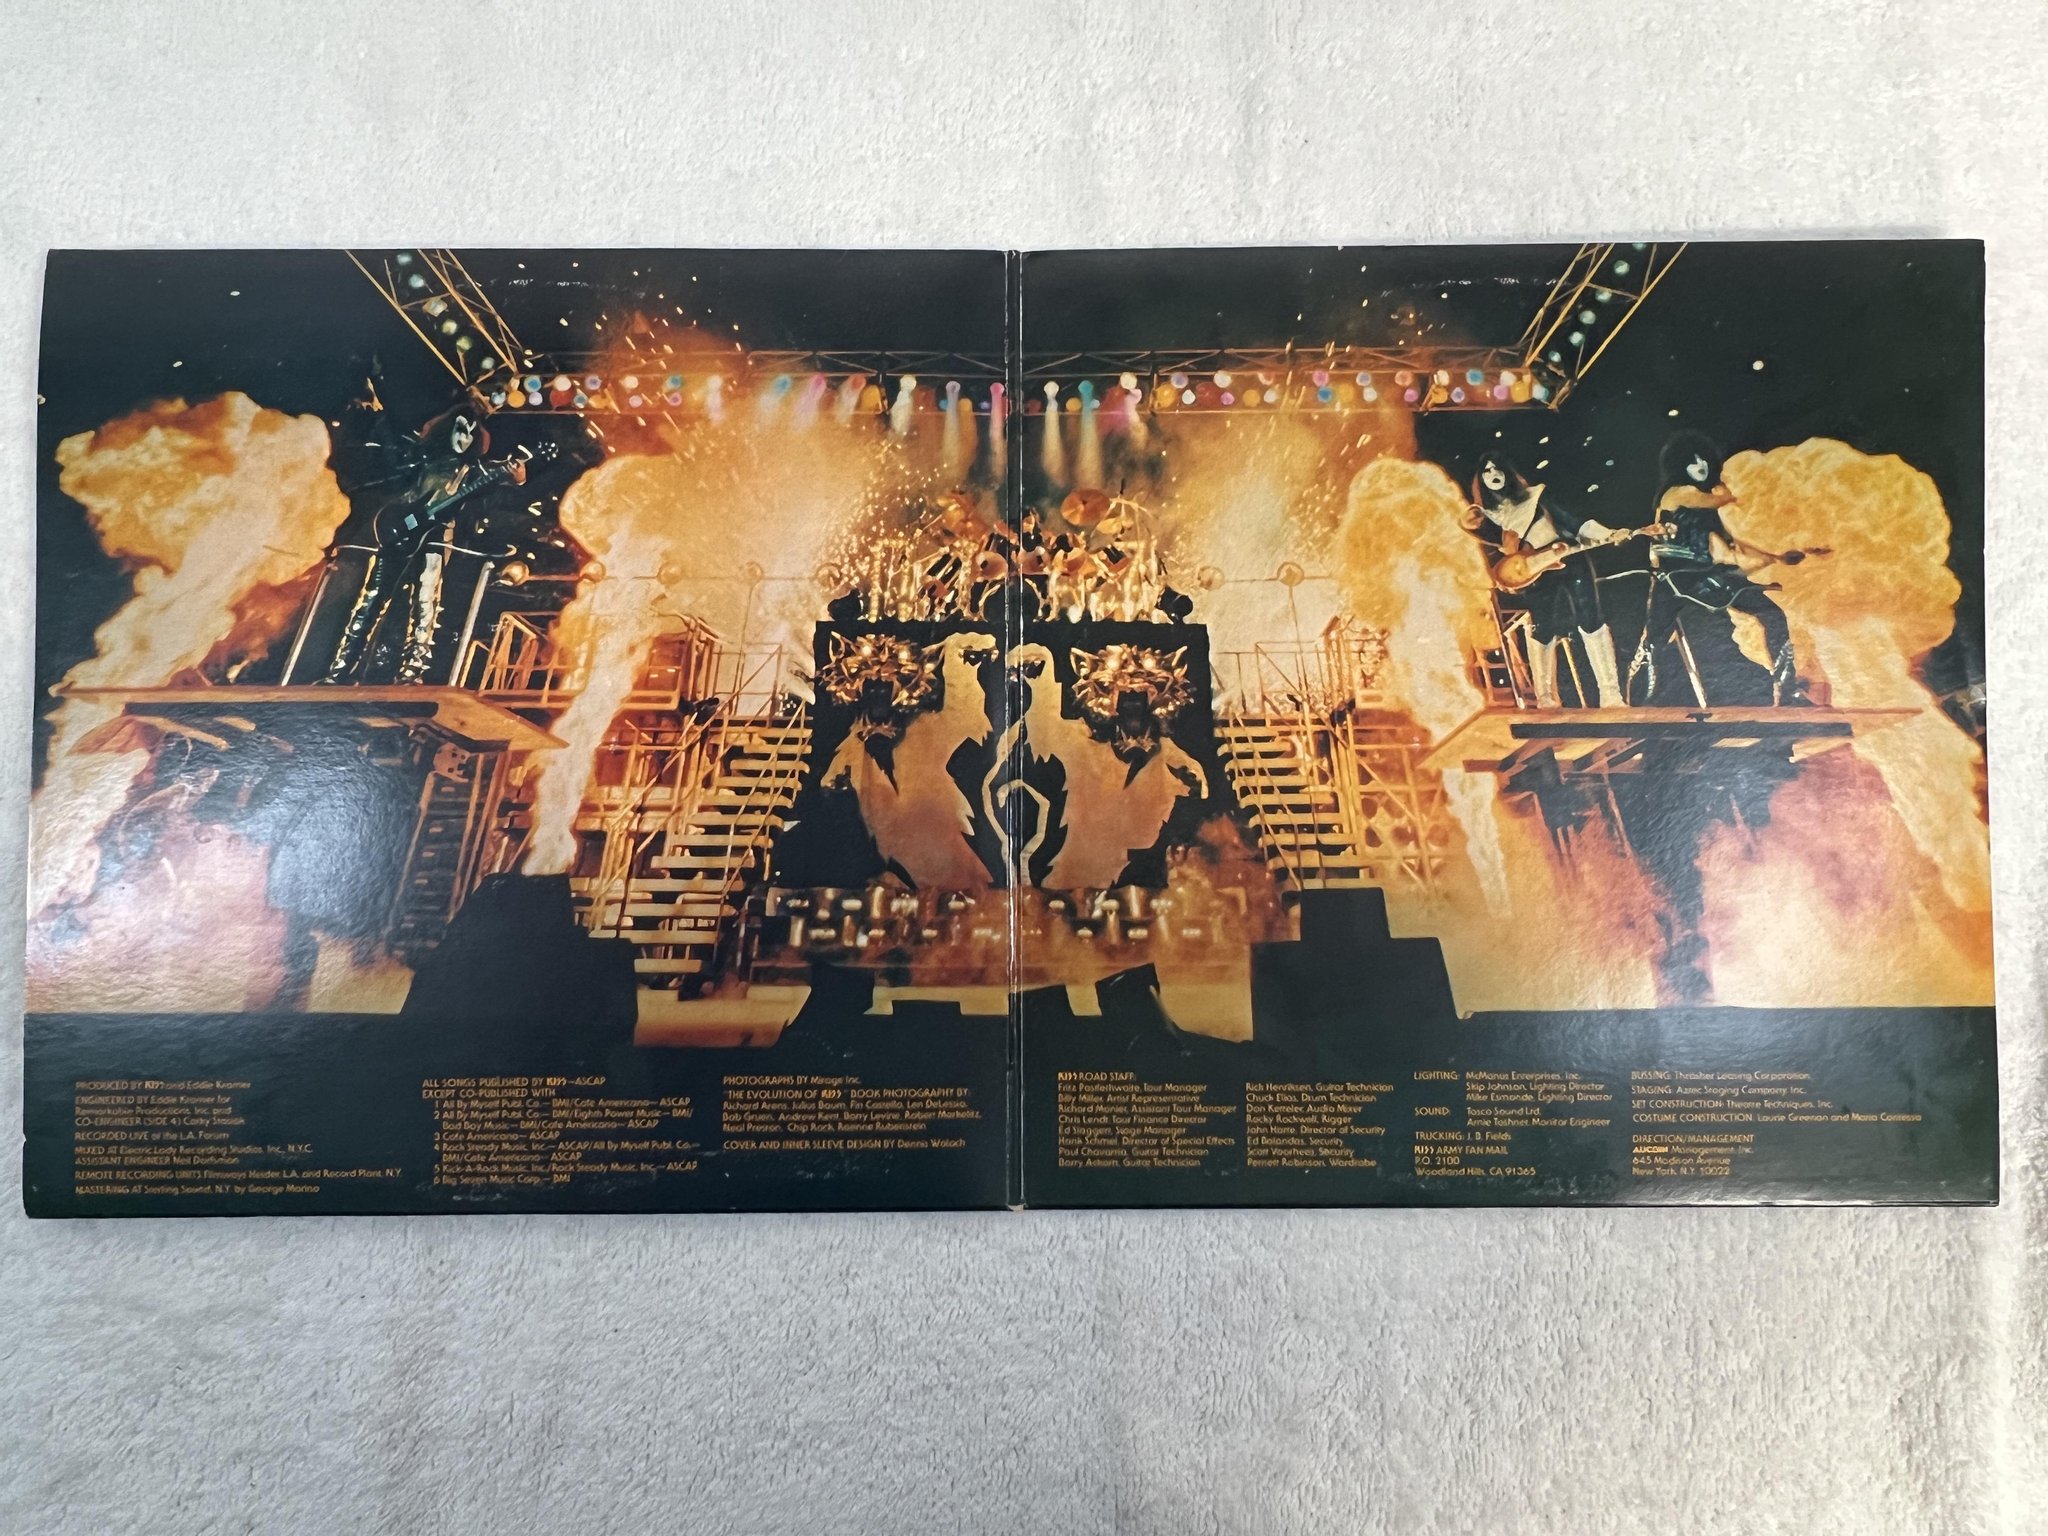 PRODUCED BY KISS and Eddie Kramer
ENGINEERED BY Eddie Kramer for
Remarkable Productions, Inc. and
CO-ENGINEER (SIDE 4) Corky Stasiak
RECORDED LIVE at the L.A. Forum
MIXED AT Electric Lady Recording Studios, Inc., N.Y.C.
ASSISTANT ENGINEER Neil Dorfsman
REMOTE RECORDING UNITS Filmways Heider, L.A. and Record Plant, N.Y.
MASTERING AT Sterling Sound, N.Y. by George Marino
ALL SONGS PUBLISHED BY KISS—ASCAP
EXCEPT CO-PUBLISHED WITH
1 All By Myself Publ. Co.— BMI/Cafe Americano— ASCAP
2 All By Myself Publ. Co.— BMI/Eighth Power Music— BMI/
Bad Boy Music— BMI/Cafe Americano— ASCAP
3 Cafe Americano— ASCAP
4 Rock Steady Music, Inc.— ASCAP/All By Myself Publ. Co.—
BMI/Cafe Americano— ASCAP
5 Kick-A-Rock Music, Inc./Rock Steady Music, Inc.— ASCAP
6 Big Seven Music Corp.— BMI
PHOTOGRAPHS BY Mirage Inc.
"THE EVOLUTION OF KISS" BOOK PHOTOGRAPHY BY:
Richard Arens, Julius Baum, Fin Costello, Len DeLessio,
Bob Gruen, Andrew Kent, Barry Levine, Robert Markolitz,
Neal Preston, Chip Rock, Roenne Rubenstein
COVER AND INNER SLEEVE DESIGN BY Dennis Woloch
KISS ROAD STAFF:
Fritz Postlethwaite, Tour Manager
Billy Miller, Artist Representative
Richard Monier, Assistant Tour Manager
Chris Lendt, Tour Finance Director
Ed Staggers, Stage Manager
Hank Schmel, Director of Special Effects
Paul Chavarria, Guitar Technician
Barry Ackom, Guitar Technician
Rick Henriksen, Guitar Technician
Chuck Elias, Drum Technician
Dan Ketteler, Audio Mixer
Rocky Rockwell, Rigger
John Harte, Director of Security
Ed Balandas, Security
Scott Voorhees, Security
Pernett Robinson, Wardrobe
LIGHTING: McManus Enterprises, Inc.
Skip Johnson, Lighting Director
Mike Esmonde, Lighting Director
SOUND: Tasco Sound Ltd.
Arnie Toshner, Monitor Engineer
TRUCKING: J. B. Fields
KISS ARMY FAN MAIL
P.O. 2100
Woodland Hills, CA 91365
BUSSING: Thrasher Leasing Corporation
STAGING: Aztec Staging Company, Inc.
SET CONSTRUCTION: Theatre Techniques, Inc.
COSTUME CONSTRUCTION: Laurie Greenan and Maria Contessa
DIRECTION/MANAGEMENT
AUCOIN Management, Inc.
645 Madison Avenue
New York, N.Y. 10022